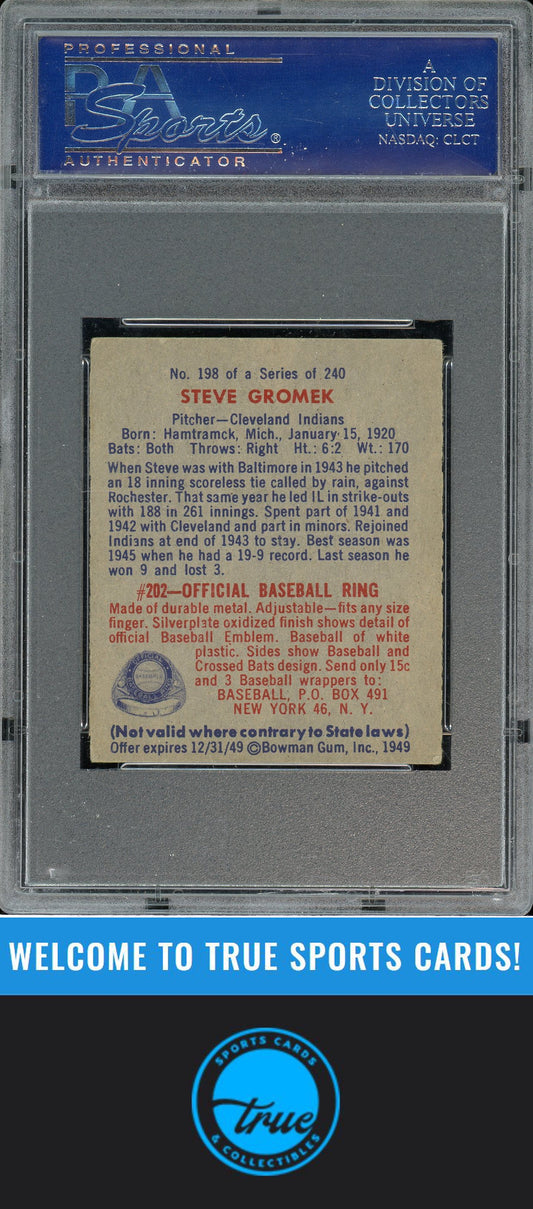 PROFESSIONAL
PSA
Sports®
AUTHENTICATOR
A
DIVISION OF
COLLECTORS
UNIVERSE
NASDAQ: CLCT
No. 198 of a Series of 240
STEVE GROMEK
Pitcher—Cleveland Indians
Born: Hamtramck, Mich., January 15, 1920
Bats: Both Throws: Right Ht.: 6:2 Wt.: 170
When Steve was with Baltimore in 1943 he pitched
an 18 inning scoreless tie called by rain, against
Rochester. That same year he led IL in strike-outs
with 188 in 261 innings. Spent part of 1941 and
1942 with Cleveland and part in minors. Rejoined
Indians at end of 1943 to stay. Best season was
1945 when he had a 19-9 record. Last season he
won 9 and lost 3.
#202—OFFICIAL BASEBALL RING
Made of durable metal. Adjustable—fits any size
finger. Silverplate oxidized finish shows detail of
official Baseball Emblem. Baseball of white
plastic. Sides show Baseball and
Crossed Bats design. Send only 15c
and 3 Baseball wrappers to:
BASEBALL, P.O. BOX 491
NEW YORK 46, N. Y.
OFFICIAL
BASEBALL
BASEBALL RING
(Not valid where contrary to State laws)
Offer expires 12/31/49 ©Bowman Gum, Inc., 1949
WELCOME TO TRUE SPORTS CARDS!
SPORTS CARDS
true
& COLLECTIBLES